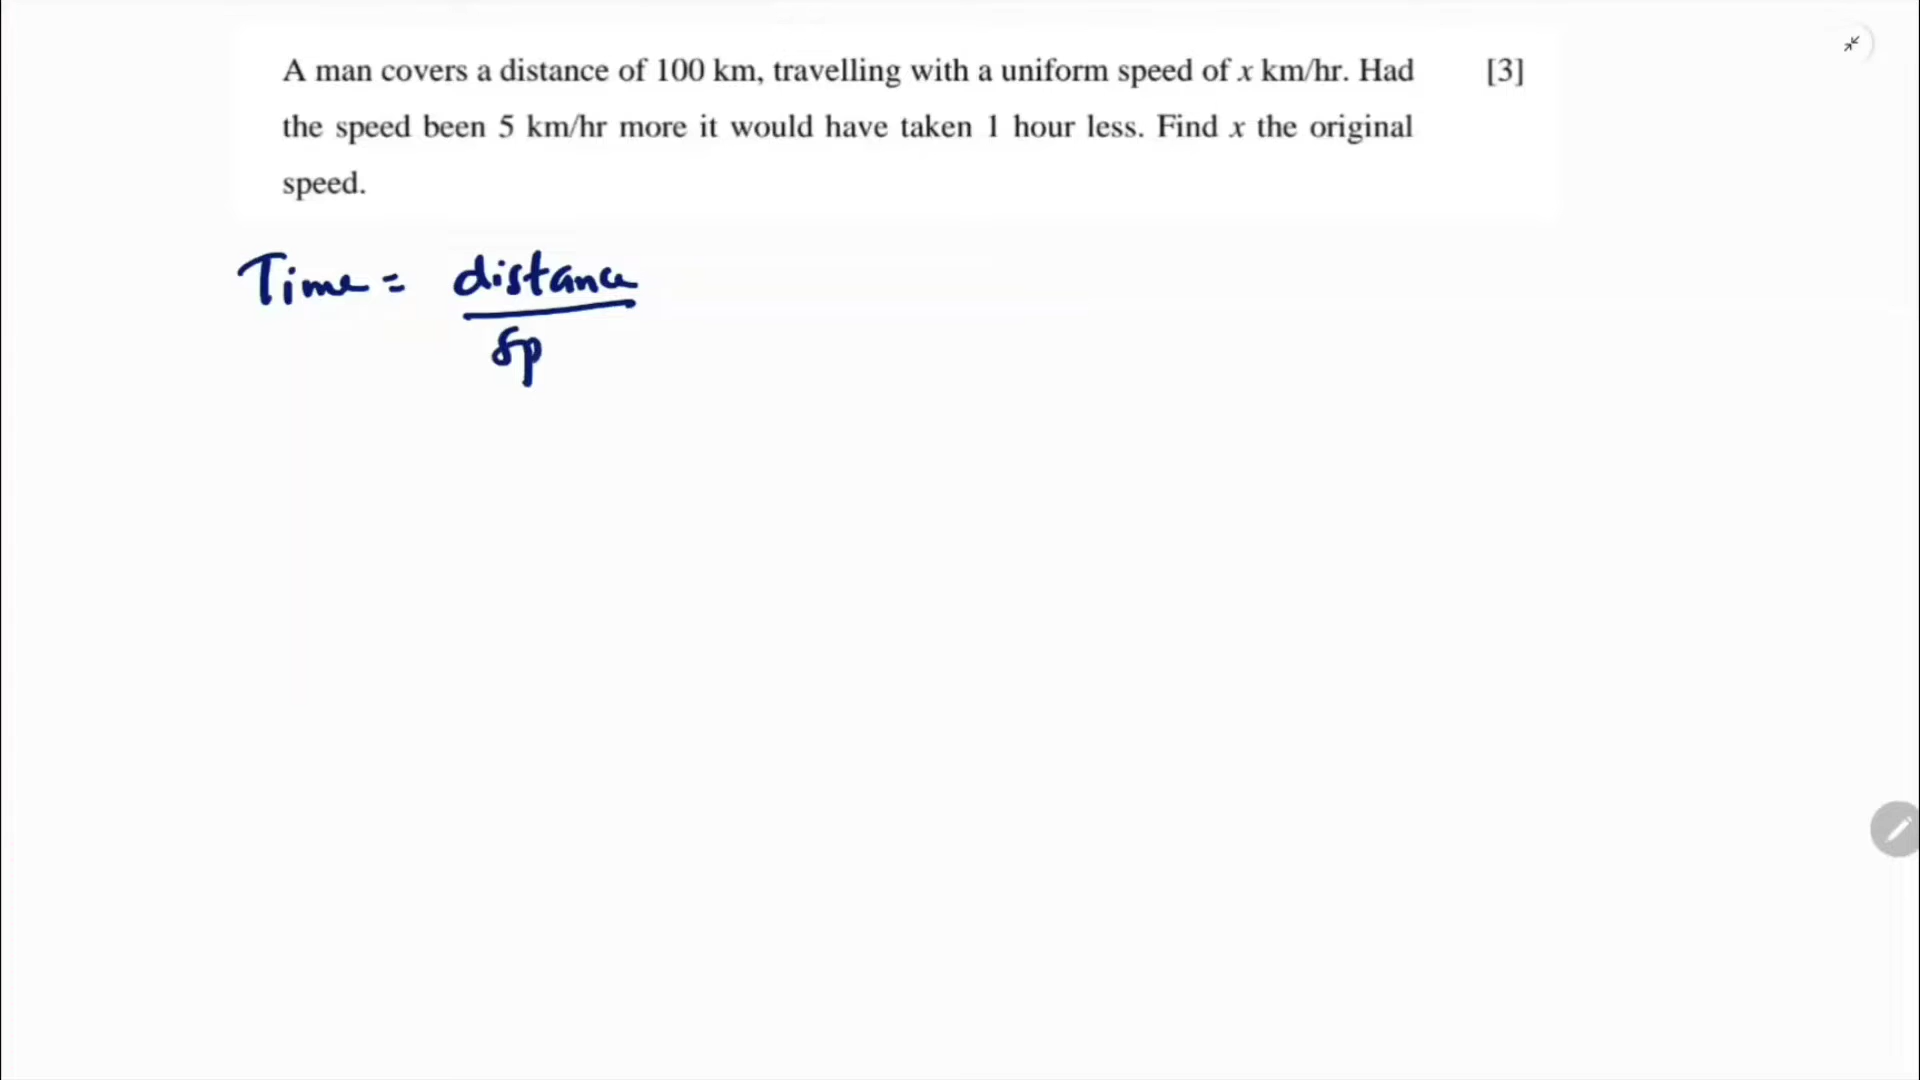 A man covers a distance of 100 km, travelling with a uniform speed of x km/hr. Had [3]
the speed been 5 km/hr more it would have taken 1 hour less. Find x the original
speed.
Time = distance
sp